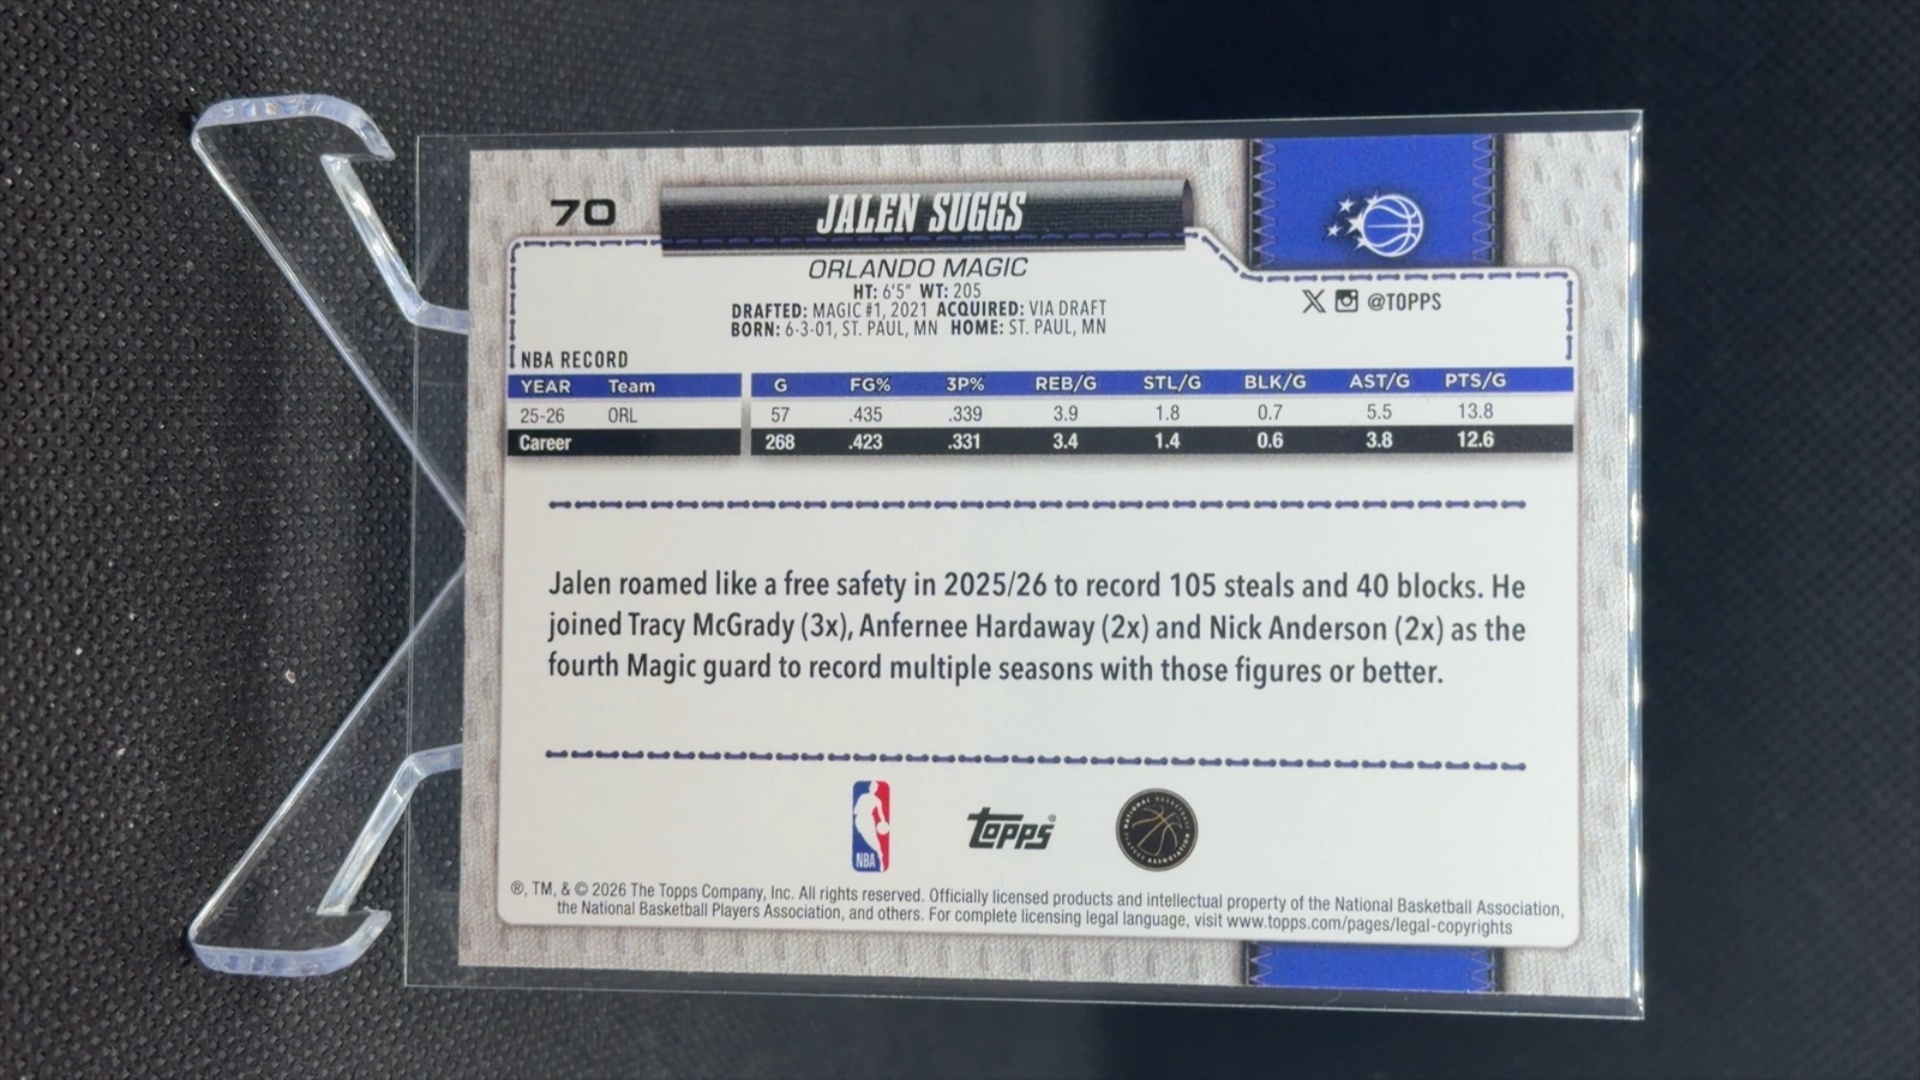 70
JALEN SUGGS
ORLANDO MAGIC
HT: 6'5" WT: 205
DRAFTED: MAGIC #1, 2021 ACQUIRED: VIA DRAFT
BORN: 6-3-01, ST. PAUL, MN HOME: ST. PAUL, MN
@TOPPS
NBA RECORD
YEAR Team G FG% 3P% REB/G STL/G BLK/G AST/G PTS/G
25-26 ORL 57 .435 .339 3.9 1.8 0.7 5.5 13.8
Career 268 .423 .331 3.4 1.4 0.6 3.8 12.6
Jalen roamed like a free safety in 2025/26 to record 105 steals and 40 blocks. He
joined Tracy McGrady (3x), Anfernee Hardaway (2x) and Nick Anderson (2x) as the
fourth Magic guard to record multiple seasons with those figures or better.
NBA
Topps®
NATIONAL BASKETBALL PLAYERS ASSOCIATION
®, TM, & © 2026 The Topps Company, Inc. All rights reserved. Officially licensed products and intellectual property of the National Basketball Association,
the National Basketball Players Association, and others. For complete licensing legal language, visit www.topps.com/pages/legal-copyrights